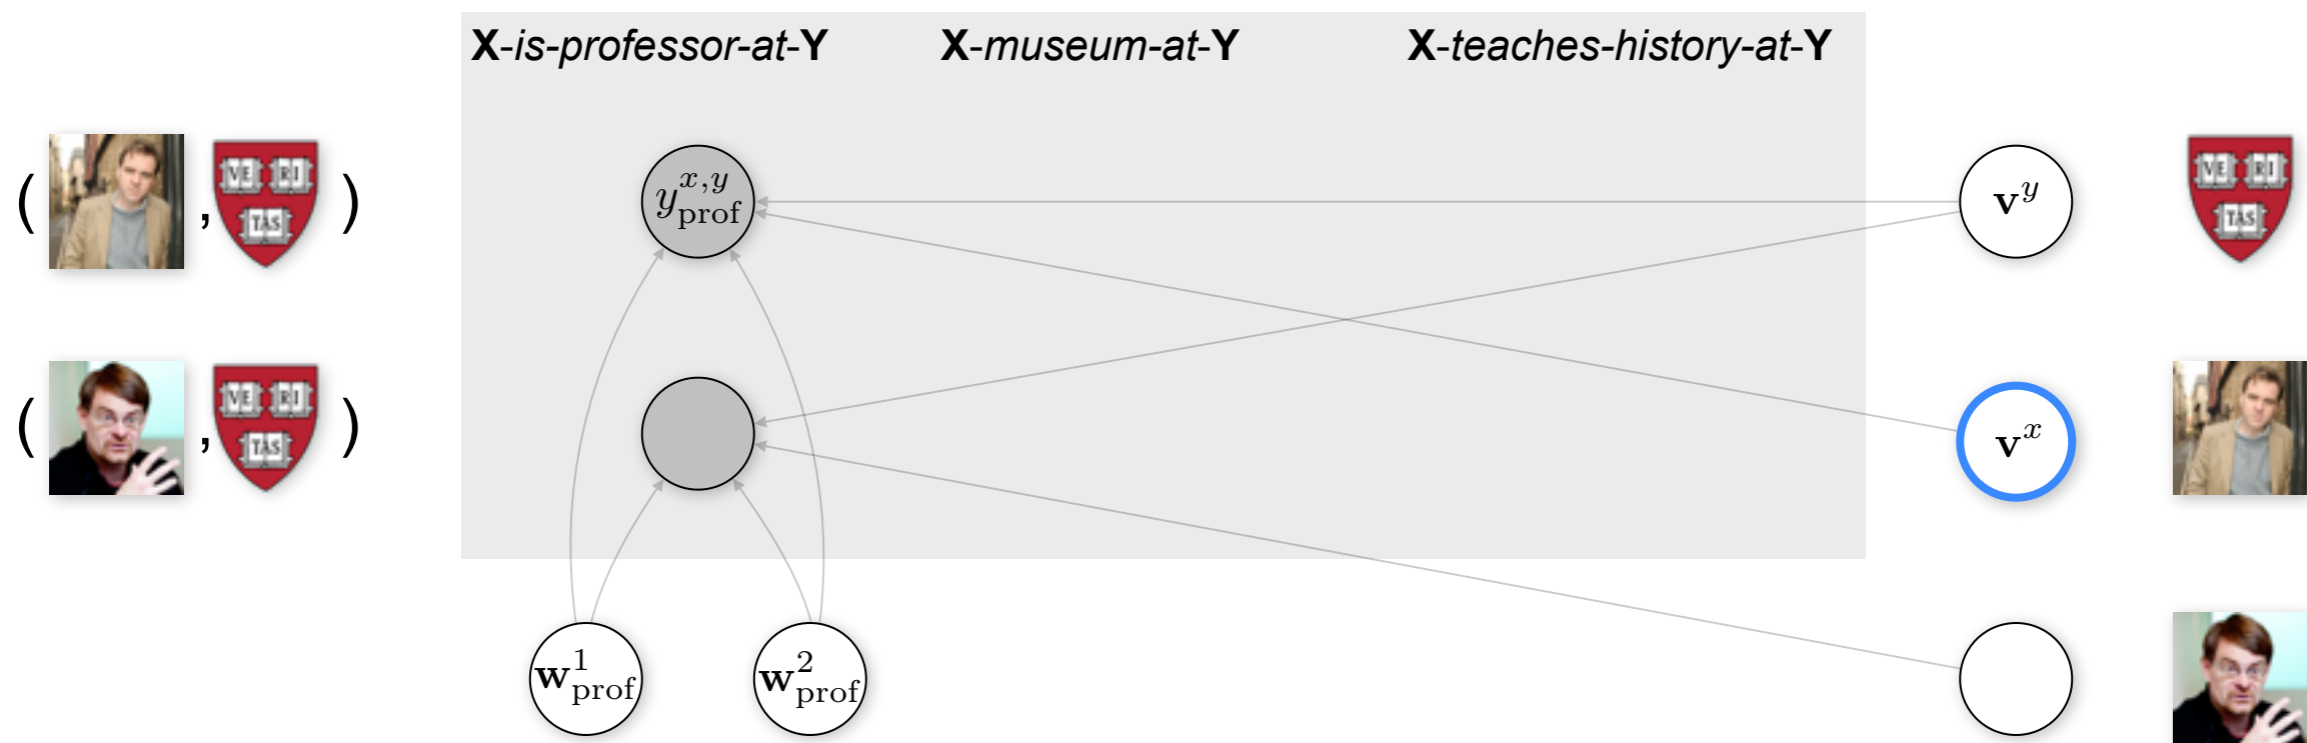 X-is-professor-at-Y X-museum-at-Y X-teaches-history-at-Y
( , VE RI TAS ) y^{x,y}_{prof} v^y VE RI TAS
( , VE RI TAS ) v^x
w^1_{prof} w^2_{prof}